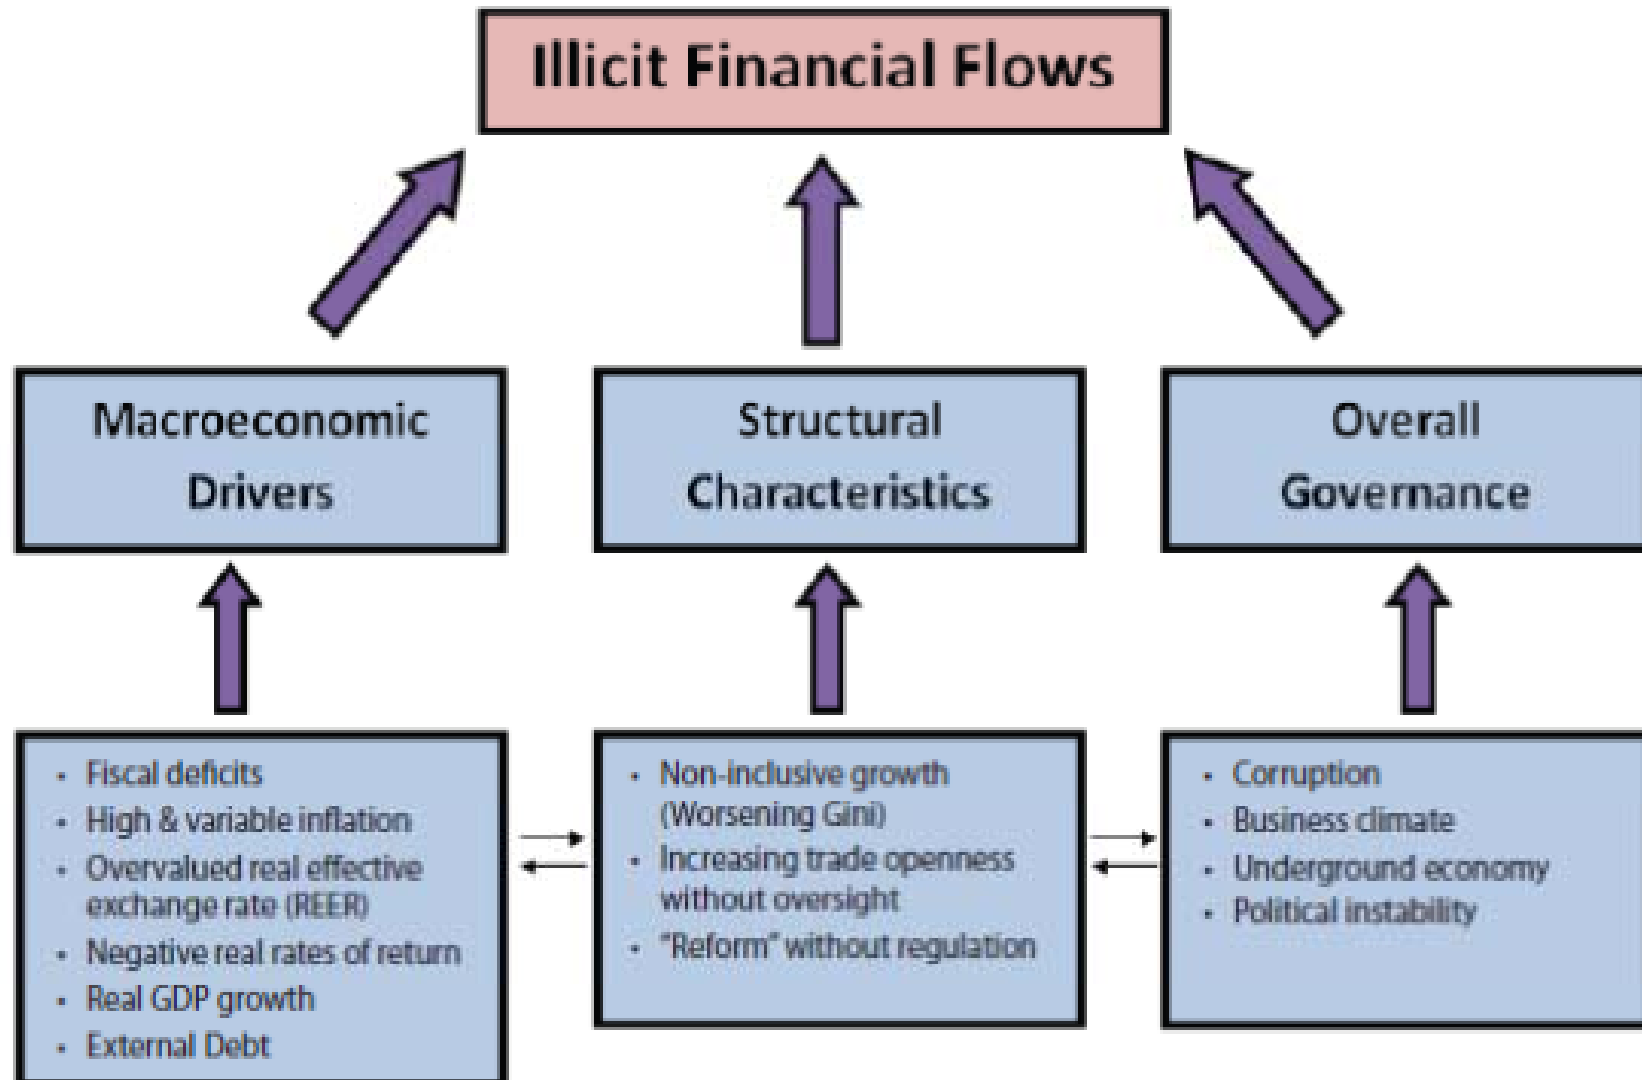 Illicit Financial Flows
Macroeconomic
Drivers
Structural
Characteristics
Overall
Governance
• Fiscal deficits
• High & variable inflation
• Overvalued real effective
exchange rate (REER)
• Negative real rates of return
• Real GDP growth
• External Debt
• Non-inclusive growth
(Worsening Gini)
• Increasing trade openness
without oversight
• "Reform" without regulation
• Corruption
• Business climate
• Underground economy
• Political instability